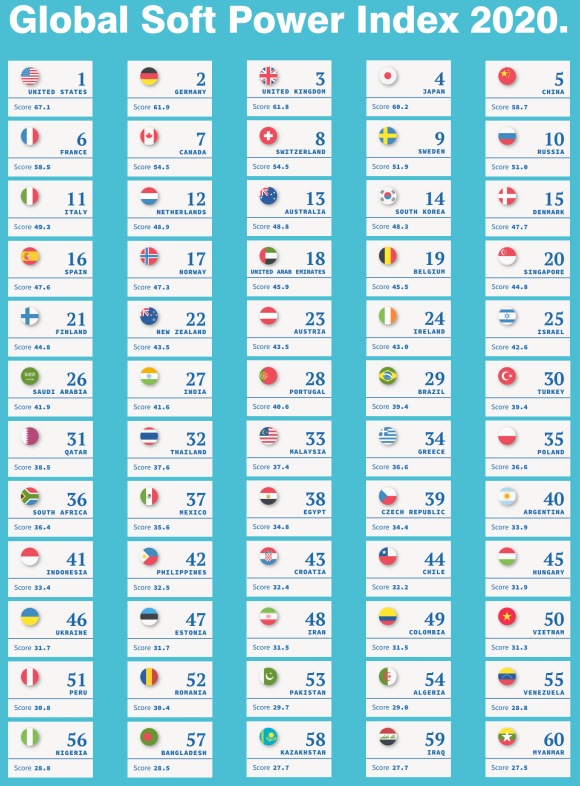 Global Soft Power Index 2020.
1
UNITED STATES
Score 67.1
2
GERMANY
Score 61.9
3
UNITED KINGDOM
Score 61.8
4
JAPAN
Score 60.2
5
CHINA
Score 58.7
6
FRANCE
Score 58.5
7
CANADA
Score 54.5
8
SWITZERLAND
Score 54.5
9
SWEDEN
Score 51.9
10
RUSSIA
Score 51.0
11
ITALY
Score 49.3
12
NETHERLANDS
Score 48.9
13
AUSTRALIA
Score 48.8
14
SOUTH KOREA
Score 48.3
15
DENMARK
Score 47.7
16
SPAIN
Score 47.6
17
NORWAY
Score 47.3
18
UNITED ARAB EMIRATES
Score 45.9
19
BELGIUM
Score 45.5
20
SINGAPORE
Score 44.8
21
FINLAND
Score 44.8
22
NEW ZEALAND
Score 43.5
23
AUSTRIA
Score 43.5
24
IRELAND
Score 43.0
25
ISRAEL
Score 42.6
26
SAUDI ARABIA
Score 41.9
27
INDIA
Score 41.6
28
PORTUGAL
Score 40.6
29
BRAZIL
Score 39.4
30
TURKEY
Score 39.4
31
QATAR
Score 38.5
32
THAILAND
Score 37.6
33
MALAYSIA
Score 37.4
34
GREECE
Score 36.6
35
POLAND
Score 36.6
36
SOUTH AFRICA
Score 36.4
37
MEXICO
Score 35.6
38
EGYPT
Score 34.8
39
CZECH REPUBLIC
Score 34.4
40
ARGENTINA
Score 33.9
41
INDONESIA
Score 33.4
42
PHILIPPINES
Score 32.5
43
CROATIA
Score 32.4
44
CHILE
Score 32.2
45
HUNGARY
Score 31.9
46
UKRAINE
Score 31.7
47
ESTONIA
Score 31.7
48
IRAN
Score 31.5
49
COLOMBIA
Score 31.5
50
VIETNAM
Score 31.3
51
PERU
Score 30.8
52
ROMANIA
Score 30.4
53
PAKISTAN
Score 29.7
54
ALGERIA
Score 29.0
55
VENEZUELA
Score 28.8
56
NIGERIA
Score 28.8
57
BANGLADESH
Score 28.5
58
KAZAKHSTAN
Score 27.7
59
IRAQ
Score 27.7
60
MYANMAR
Score 27.5